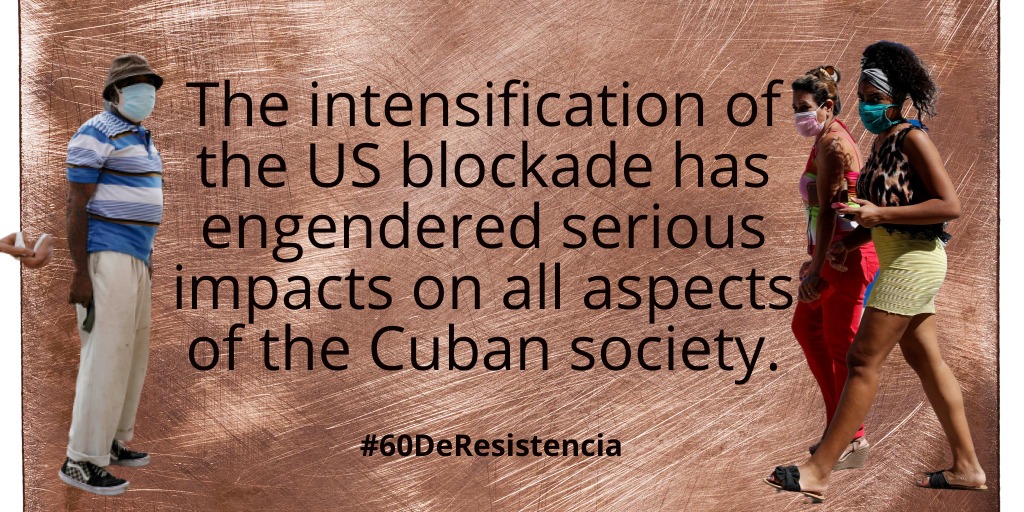 The intensification of
the US blockade has
engendered serious
impacts on all aspects
of the Cuban society.
#60DeResistencia